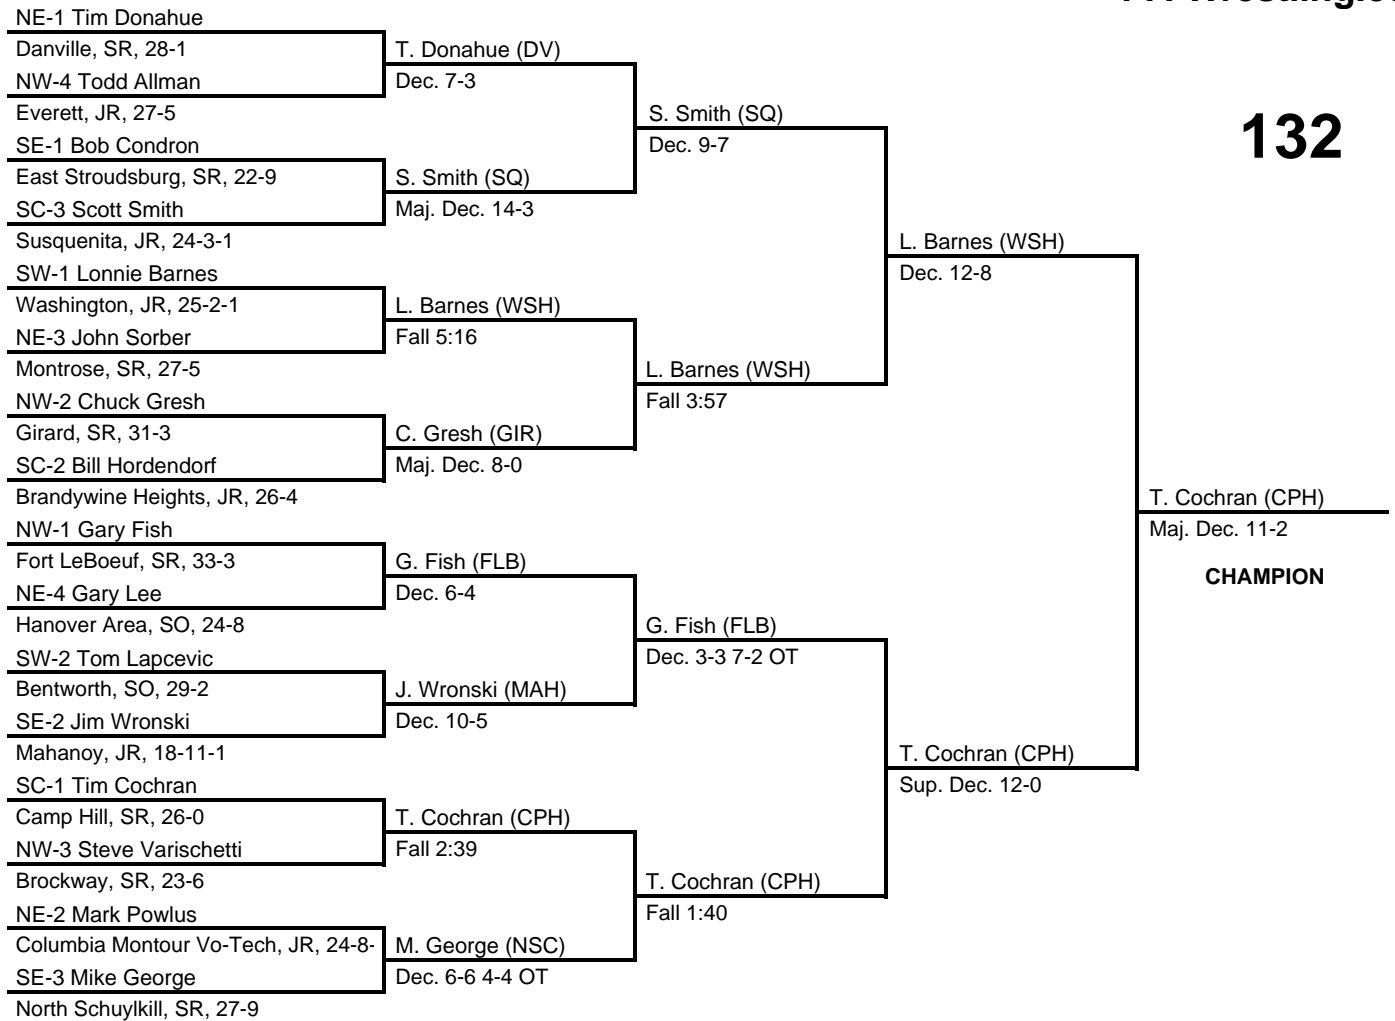 NE-1 Tim Donahue
Danville, SR, 28-1
NW-4 Todd Allman
Everett, JR, 27-5
SE-1 Bob Condron
East Stroudsburg, SR, 22-9
SC-3 Scott Smith
Susquenita, JR, 24-3-1
SW-1 Lonnie Barnes
Washington, JR, 25-2-1
NE-3 John Sorber
Montrose, SR, 27-5
NW-2 Chuck Gresh
Girard, SR, 31-3
SC-2 Bill Hordendorf
Brandywine Heights, JR, 26-4
NW-1 Gary Fish
Fort LeBoeuf, SR, 33-3
NE-4 Gary Lee
Hanover Area, SO, 24-8
SW-2 Tom Lapcevic
Bentworth, SO, 29-2
SE-2 Jim Wronski
Mahanoy, JR, 18-11-1
SC-1 Tim Cochran
Camp Hill, SR, 26-0
NW-3 Steve Varischetti
Brockway, SR, 23-6
NE-2 Mark Powlus
Columbia Montour Vo-Tech, JR, 24-8-
SE-3 Mike George
North Schuylkill, SR, 27-9
T. Donahue (DV)
Dec. 7-3
S. Smith (SQ)
Maj. Dec. 14-3
L. Barnes (WSH)
Fall 5:16
C. Gresh (GIR)
Maj. Dec. 8-0
G. Fish (FLB)
Dec. 6-4
J. Wronski (MAH)
Dec. 10-5
T. Cochran (CPH)
Fall 2:39
M. George (NSC)
Dec. 6-6 4-4 OT
S. Smith (SQ)
Dec. 9-7
L. Barnes (WSH)
Fall 3:57
G. Fish (FLB)
Dec. 3-3 7-2 OT
T. Cochran (CPH)
Fall 1:40
L. Barnes (WSH)
Dec. 12-8
T. Cochran (CPH)
Sup. Dec. 12-0
132
T. Cochran (CPH)
Maj. Dec. 11-2
CHAMPION